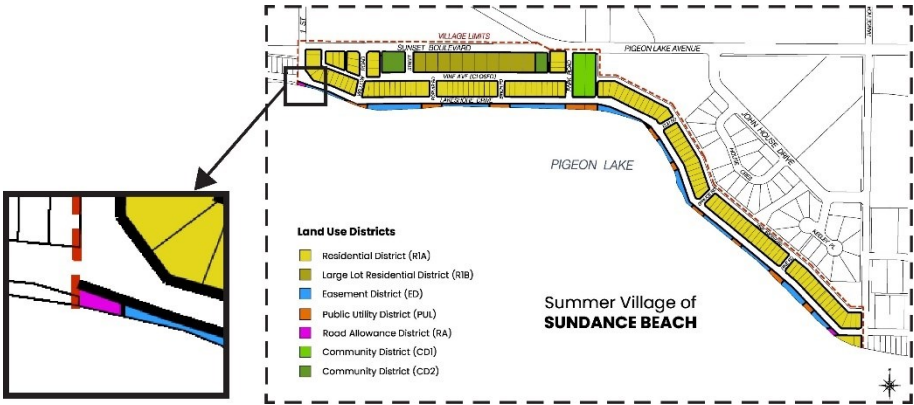 VILLAGE LIMITS
SUNSET BOULEVARD
PIGEON LAKE AVENUE
VINE AVE (CLOSED)
LAKESHORE DRIVE
JOHN HOUSE DRIVE
PIGEON LAKE
Land Use Districts
Residential District (R1A)
Large Lot Residential District (R1B)
Easement District (ED)
Public Utility District (PUL)
Road Allowance District (RA)
Community District (CD1)
Community District (CD2)
Summer Village of
SUNDANCE BEACH